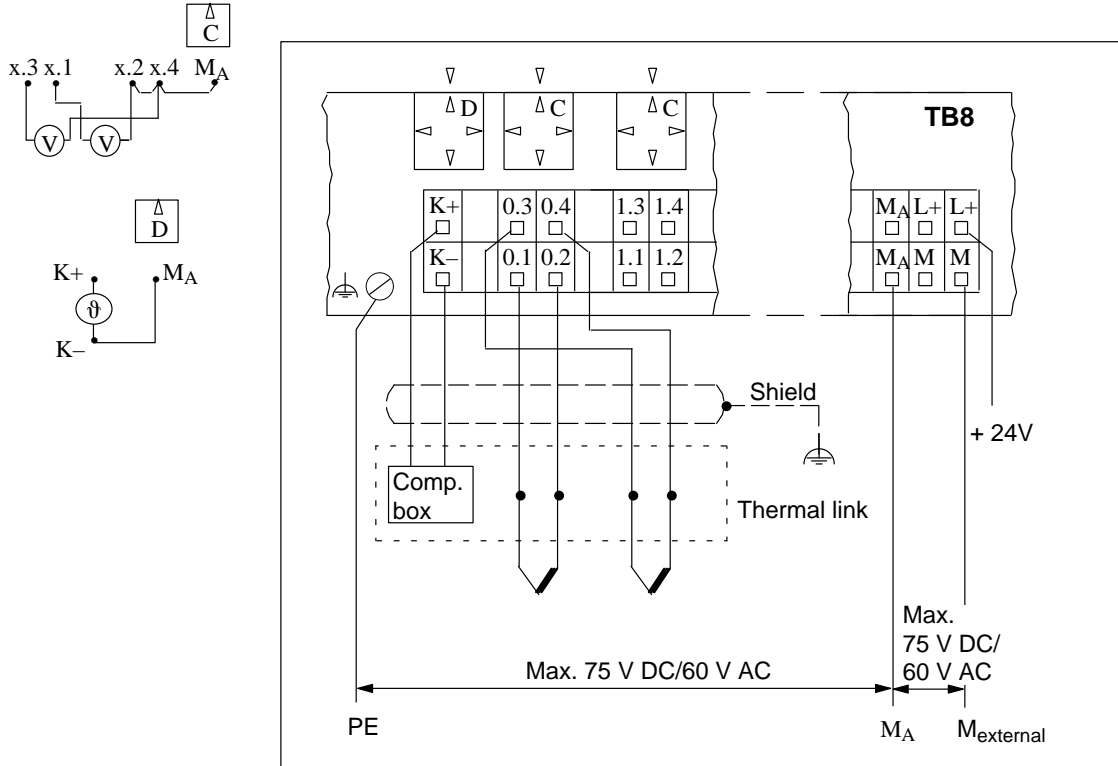 C
x.3 x.1 x.2 x.4 MA
V V
D
K+ MA
ϑ
K–
D C C TB8
K+ 0.3 0.4 1.3 1.4 MA L+ L+
K– 0.1 0.2 1.1 1.2 MA M M
Shield
+ 24V
Comp.
box
Thermal link
Max.
75 V DC/
60 V AC
Max. 75 V DC/60 V AC
PE MA Mexternal